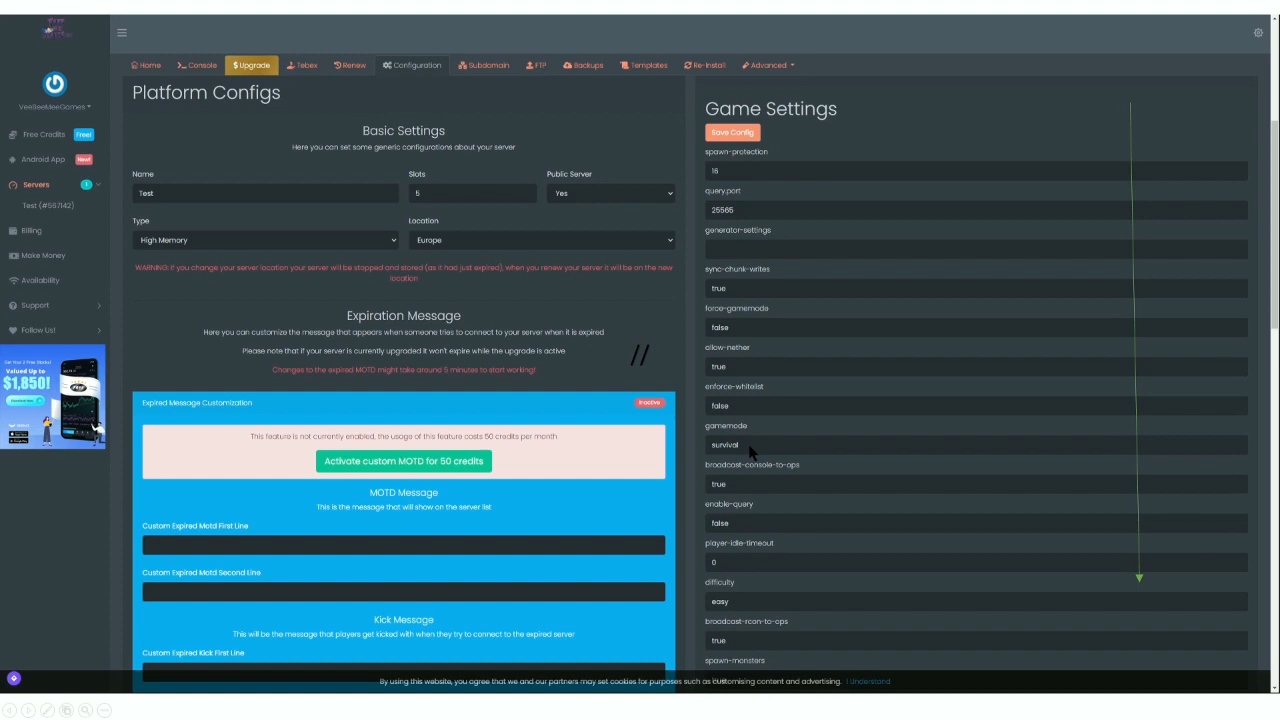 VeeBeeMeeGames
Free Credits
Free!
Android App
New!
Servers
1
Test (#567142)
Billing
Make Money
Availability
Support
Follow Us!
Valued Up to
$1,850!
Home
Console
$ Upgrade
Tebex
Renew
Configuration
Subdomain
FTP
Backups
Templates
Re-Install
Advanced
Platform Configs
Basic Settings
Here you can set some generic configurations about your server
Name
Slots
Public Server
Test
5
Yes
Type
Location
High Memory
Europe
WARNING: if you change your server location your server will be stopped and stored (as it had just expired), when you renew your server it will be on the new
location
Expiration Message
Here you can customize the message that appears when someone tries to connect to your server when it is expired
Please note that if your server is currently upgraded it won't expire while the upgrade is active
Changes to the expired MOTD might take around 5 minutes to start working!
Expired Message Customization
Inactive
This feature is not currently enabled, the usage of this feature costs 50 credits per month
Activate custom MOTD for 50 credits
MOTD Message
This is the message that will show on the server list
Custom Expired Motd First Line
Custom Expired Motd Second Line
Kick Message
This will be the message that players get kicked with when they try to connect to the expired server
Custom Expired Kick First Line
//
Game Settings
Save Config
spawn-protection
16
query.port
25565
generator-settings
sync-chunk-writes
true
force-gamemode
false
allow-nether
true
enforce-whitelist
false
gamemode
survival
broadcast-console-to-ops
true
enable-query
false
player-idle-timeout
0
difficulty
easy
broadcast-rcon-to-ops
true
spawn-monsters
By using this website, you agree that we and our partners may set cookies for purposes such as customising content and advertising. I Understand